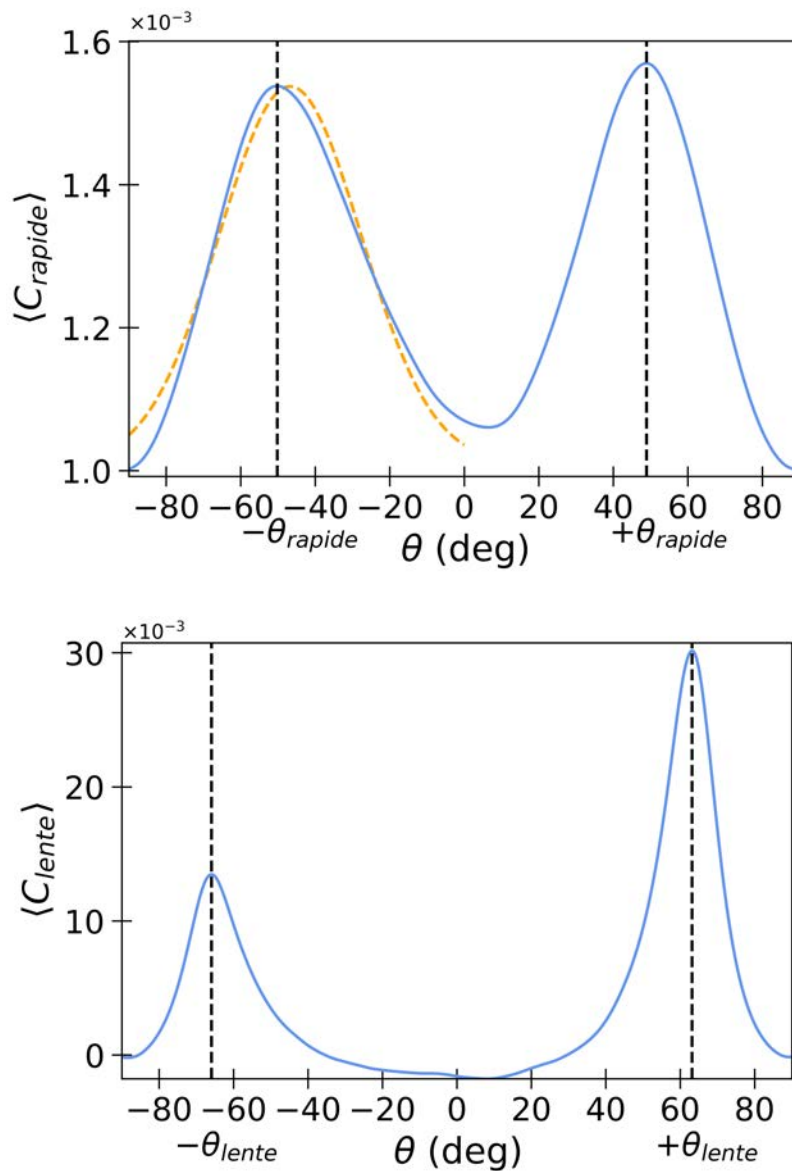 ×10⁻³
1.6
1.4
1.2
1.0
⟨C_rapide⟩
−80 −60 −40 −20 0 20 40 60 80
−θ_rapide θ (deg) +θ_rapide
×10⁻³
30
20
10
0
⟨C_lente⟩
−80 −60 −40 −20 0 20 40 60 80
−θ_lente θ (deg) +θ_lente